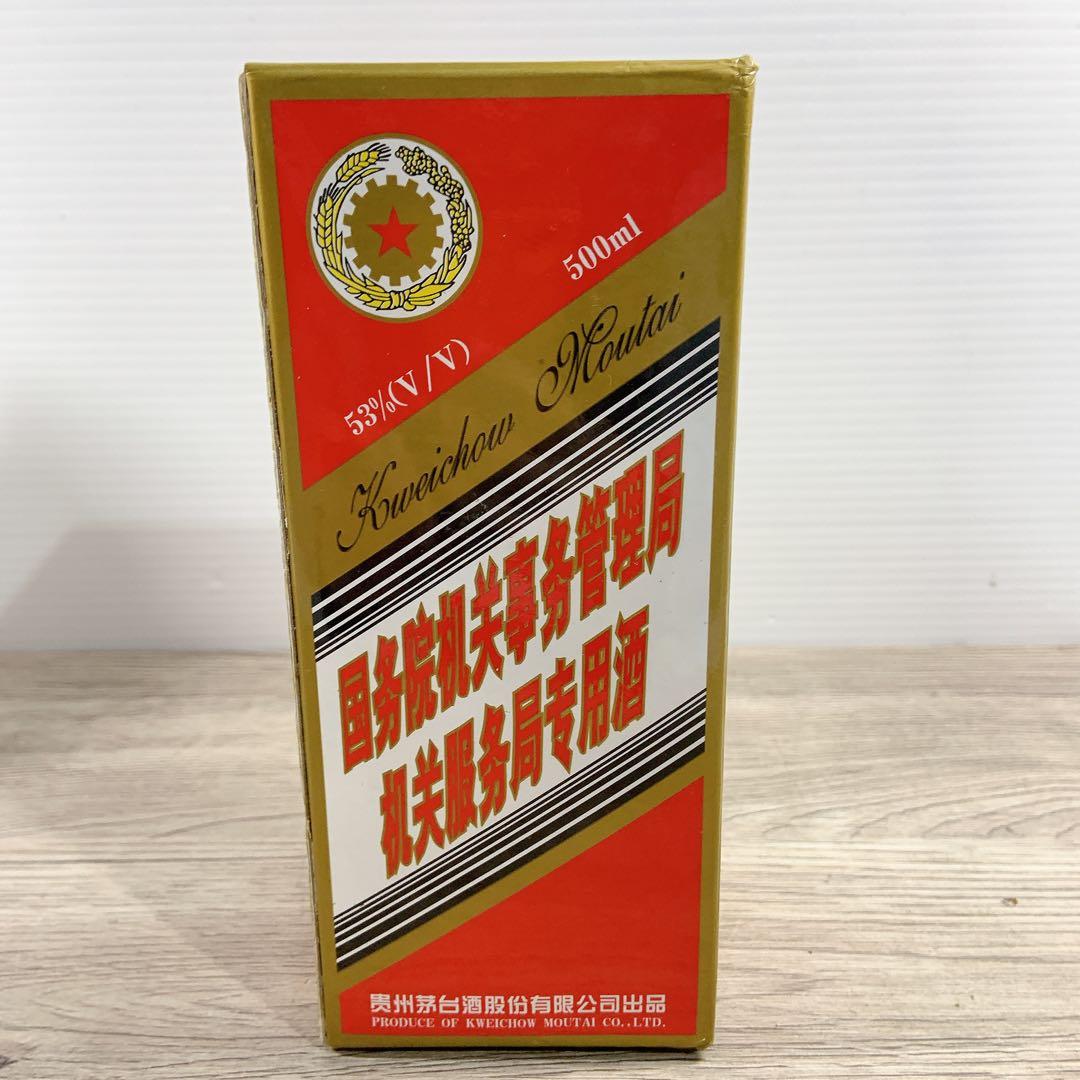 500ml
53%(V/V)
Kweichow Moutai
国务院机关事务管理局
机关服务局专用酒
贵州茅台酒股份有限公司出品
PRODUCE OF KWEICHOW MOUTAI CO.,LTD.